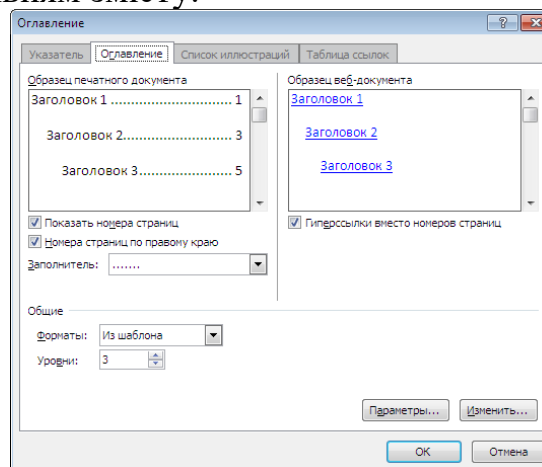 змісту.
Оглавление
Указатель Оглавление Список иллюстраций Таблица ссылок
Образец печатного документа
Заголовок 1 .............................. 1
Заголовок 2.......................... 3
Заголовок 3...................... 5
Образец веб-документа
Заголовок 1
Заголовок 2
Заголовок 3
Показать номера страниц
Номера страниц по правому краю
Заполнитель: .......
Гиперссылки вместо номеров страниц
Общие
Форматы: Из шаблона
Уровни: 3
Параметры... Изменить...
ОК Отмена